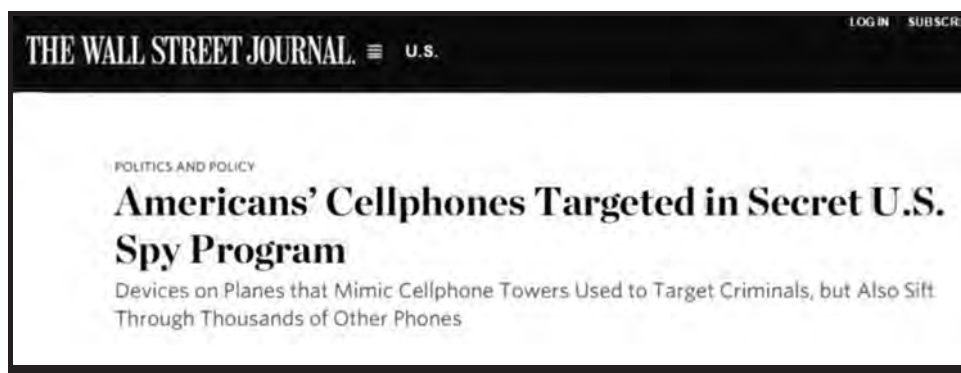 LOG IN SUBSCR
THE WALL STREET JOURNAL. U.S.
POLITICS AND POLICY
Americans' Cellphones Targeted in Secret U.S.
Spy Program
Devices on Planes that Mimic Cellphone Towers Used to Target Criminals, but Also Sift
Through Thousands of Other Phones